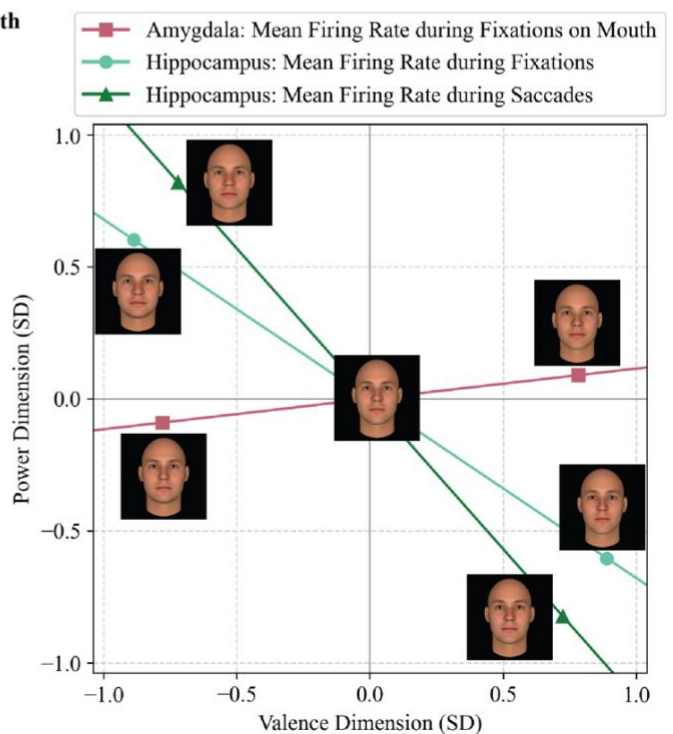 th
Amygdala: Mean Firing Rate during Fixations on Mouth
Hippocampus: Mean Firing Rate during Fixations
Hippocampus: Mean Firing Rate during Saccades
1.0
0.5
0.0
−0.5
−1.0
Power Dimension (SD)
−1.0 −0.5 0.0 0.5 1.0
Valence Dimension (SD)